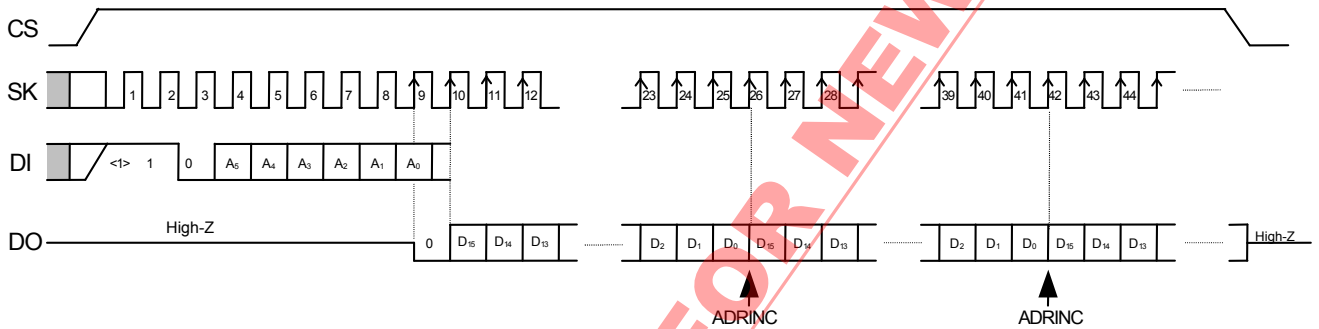 CS
SK 1 2 3 4 5 6 7 8 9 10 11 12 23 24 25 26 27 28 39 40 41 42 43 44
DI <1> 1 0 A5 A4 A3 A2 A1 A0
DO High-Z 0 D15 D14 D13 D2 D1 D0 D15 D14 D13 D2 D1 D0 D15 D14 D13 High-Z
ADRINC ADRINC
FOR NEW